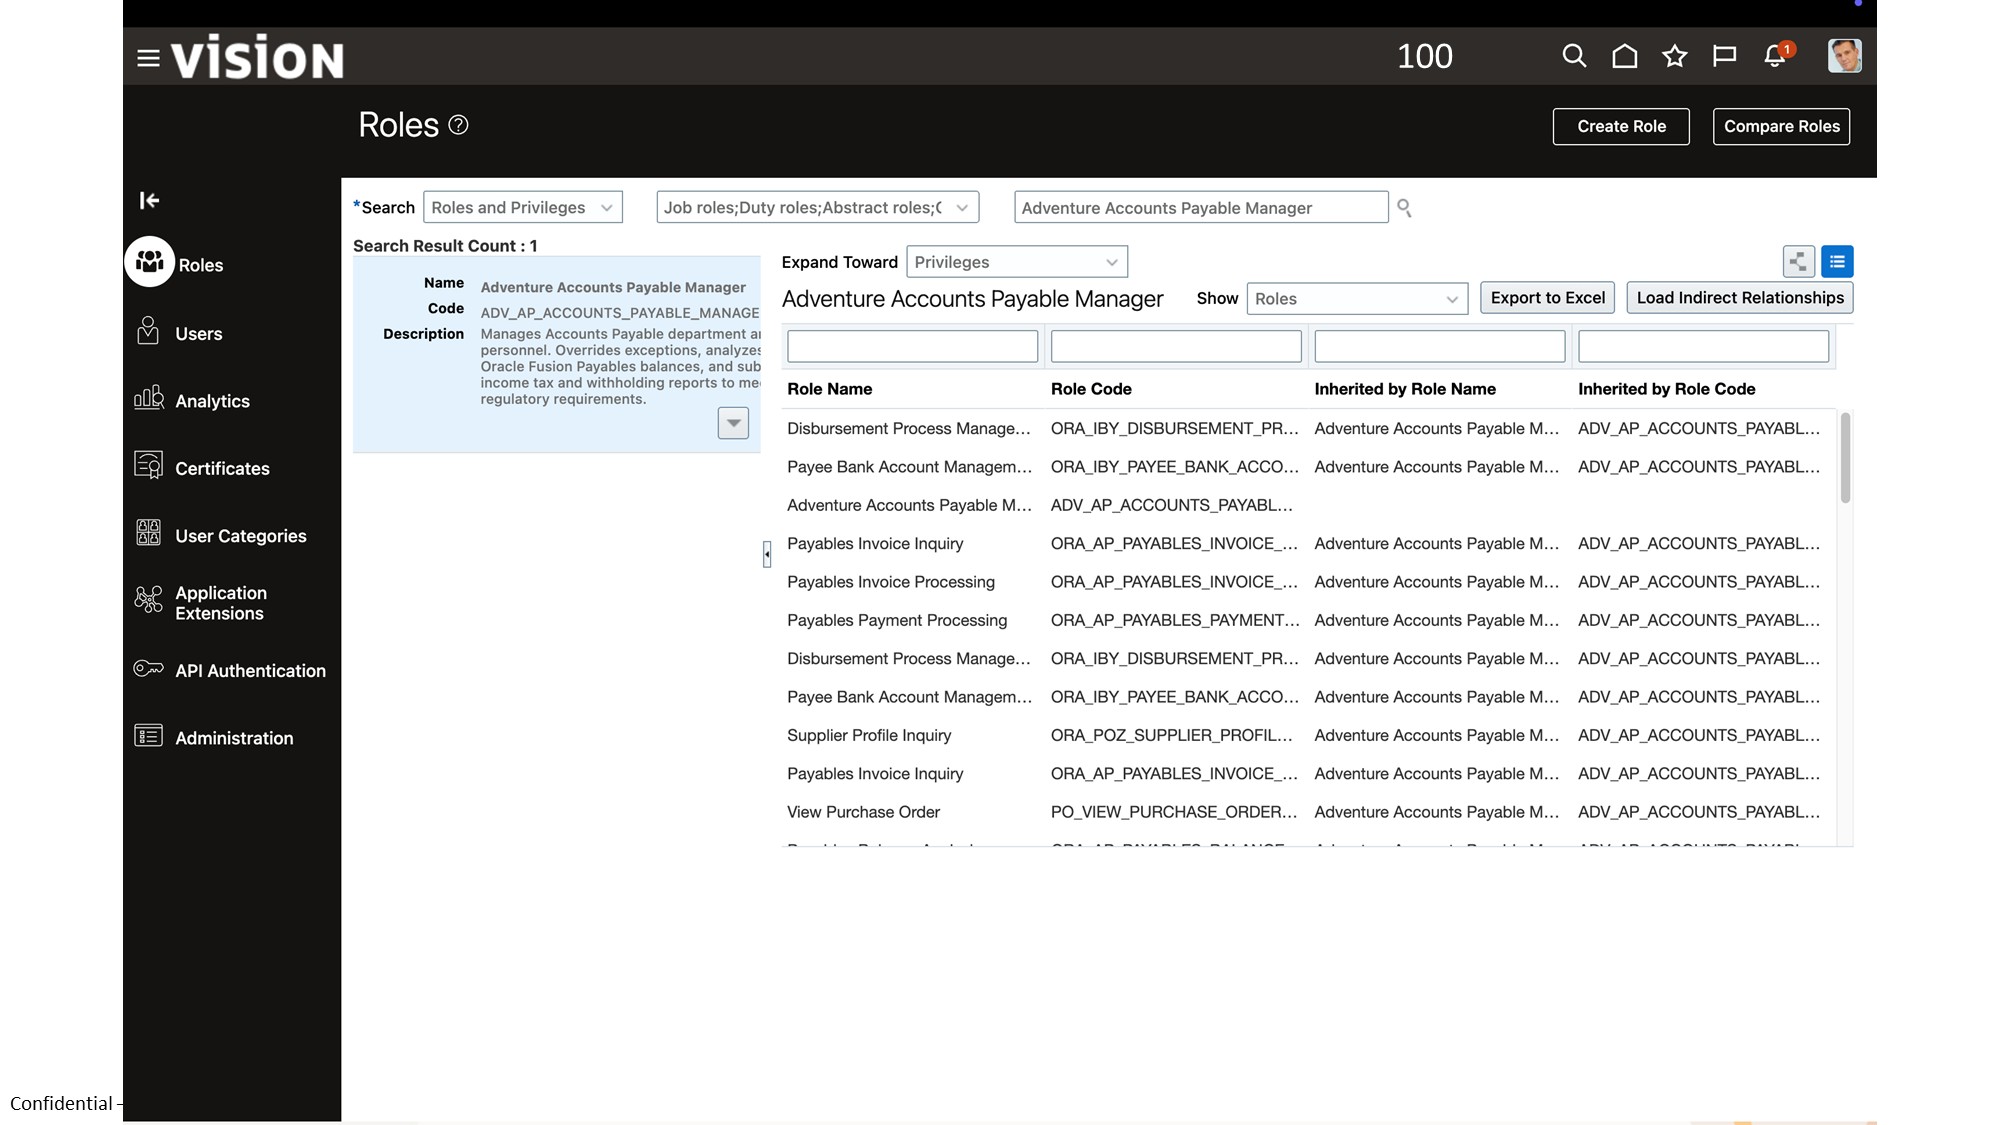 vision
100
1
Roles
?
Create Role
Compare Roles
*Search
Roles and Privileges
Job roles;Duty roles;Abstract roles;
Adventure Accounts Payable Manager
Roles
Users
Analytics
Certificates
User Categories
Application
Extensions
API Authentication
Administration
Search Result Count : 1
Name Adventure Accounts Payable Manager
Code ADV_AP_ACCOUNTS_PAYABLE_MANAGE
Description Manages Accounts Payable department
personnel. Overrides exceptions, analyzes
Oracle Fusion Payables balances, and sub
income tax and withholding reports to me
regulatory requirements.
Expand Toward Privileges
Adventure Accounts Payable Manager
Show Roles
Export to Excel
Load Indirect Relationships
Role Name Role Code Inherited by Role Name Inherited by Role Code
Disbursement Process Manage... ORA_IBY_DISBURSEMENT_PR... Adventure Accounts Payable M... ADV_AP_ACCOUNTS_PAYABL...
Payee Bank Account Managem... ORA_IBY_PAYEE_BANK_ACCO... Adventure Accounts Payable M... ADV_AP_ACCOUNTS_PAYABL...
Adventure Accounts Payable M... ADV_AP_ACCOUNTS_PAYABL...
Payables Invoice Inquiry ORA_AP_PAYABLES_INVOICE_... Adventure Accounts Payable M... ADV_AP_ACCOUNTS_PAYABL...
Payables Invoice Processing ORA_AP_PAYABLES_INVOICE_... Adventure Accounts Payable M... ADV_AP_ACCOUNTS_PAYABL...
Payables Payment Processing ORA_AP_PAYABLES_PAYMENT... Adventure Accounts Payable M... ADV_AP_ACCOUNTS_PAYABL...
Disbursement Process Manage... ORA_IBY_DISBURSEMENT_PR... Adventure Accounts Payable M... ADV_AP_ACCOUNTS_PAYABL...
Payee Bank Account Managem... ORA_IBY_PAYEE_BANK_ACCO... Adventure Accounts Payable M... ADV_AP_ACCOUNTS_PAYABL...
Supplier Profile Inquiry ORA_POZ_SUPPLIER_PROFIL... Adventure Accounts Payable M... ADV_AP_ACCOUNTS_PAYABL...
Payables Invoice Inquiry ORA_AP_PAYABLES_INVOICE_... Adventure Accounts Payable M... ADV_AP_ACCOUNTS_PAYABL...
View Purchase Order PO_VIEW_PURCHASE_ORDER... Adventure Accounts Payable M... ADV_AP_ACCOUNTS_PAYABL...
Confidential –